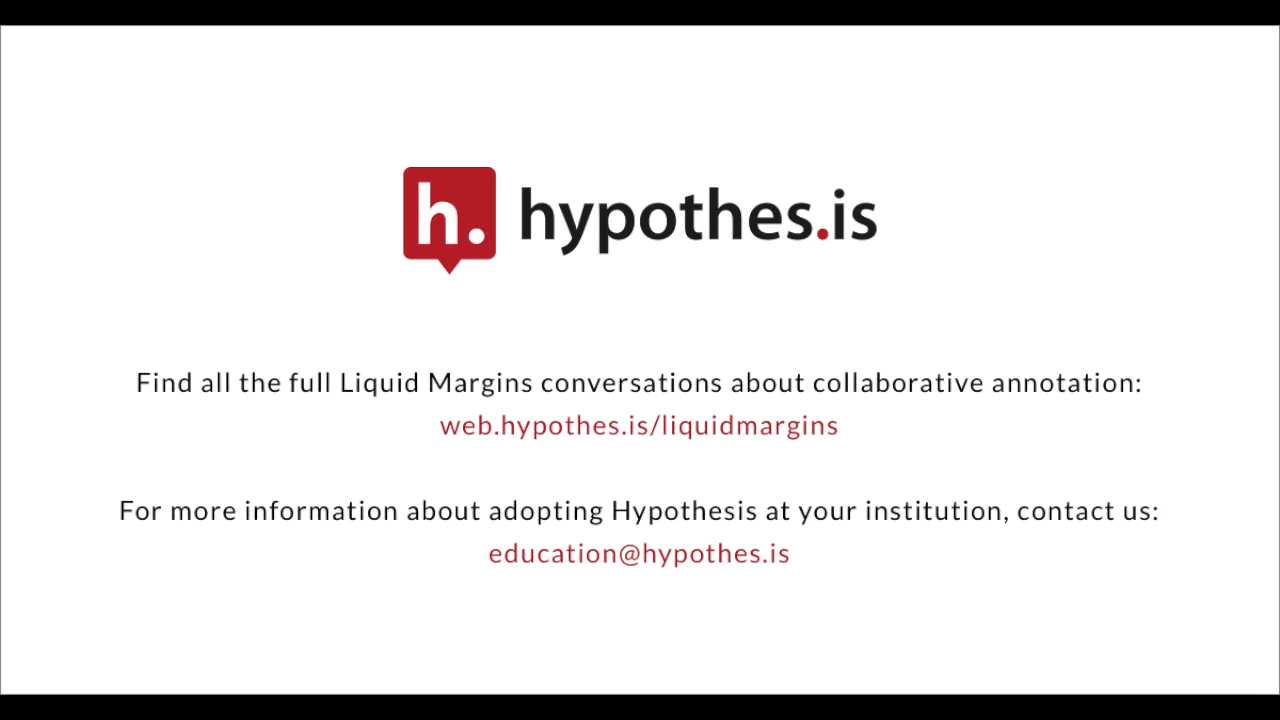 h. hypothes.is
Find all the full Liquid Margins conversations about collaborative annotation:
web.hypothes.is/liquidmargins
For more information about adopting Hypothesis at your institution, contact us:
education@hypothes.is